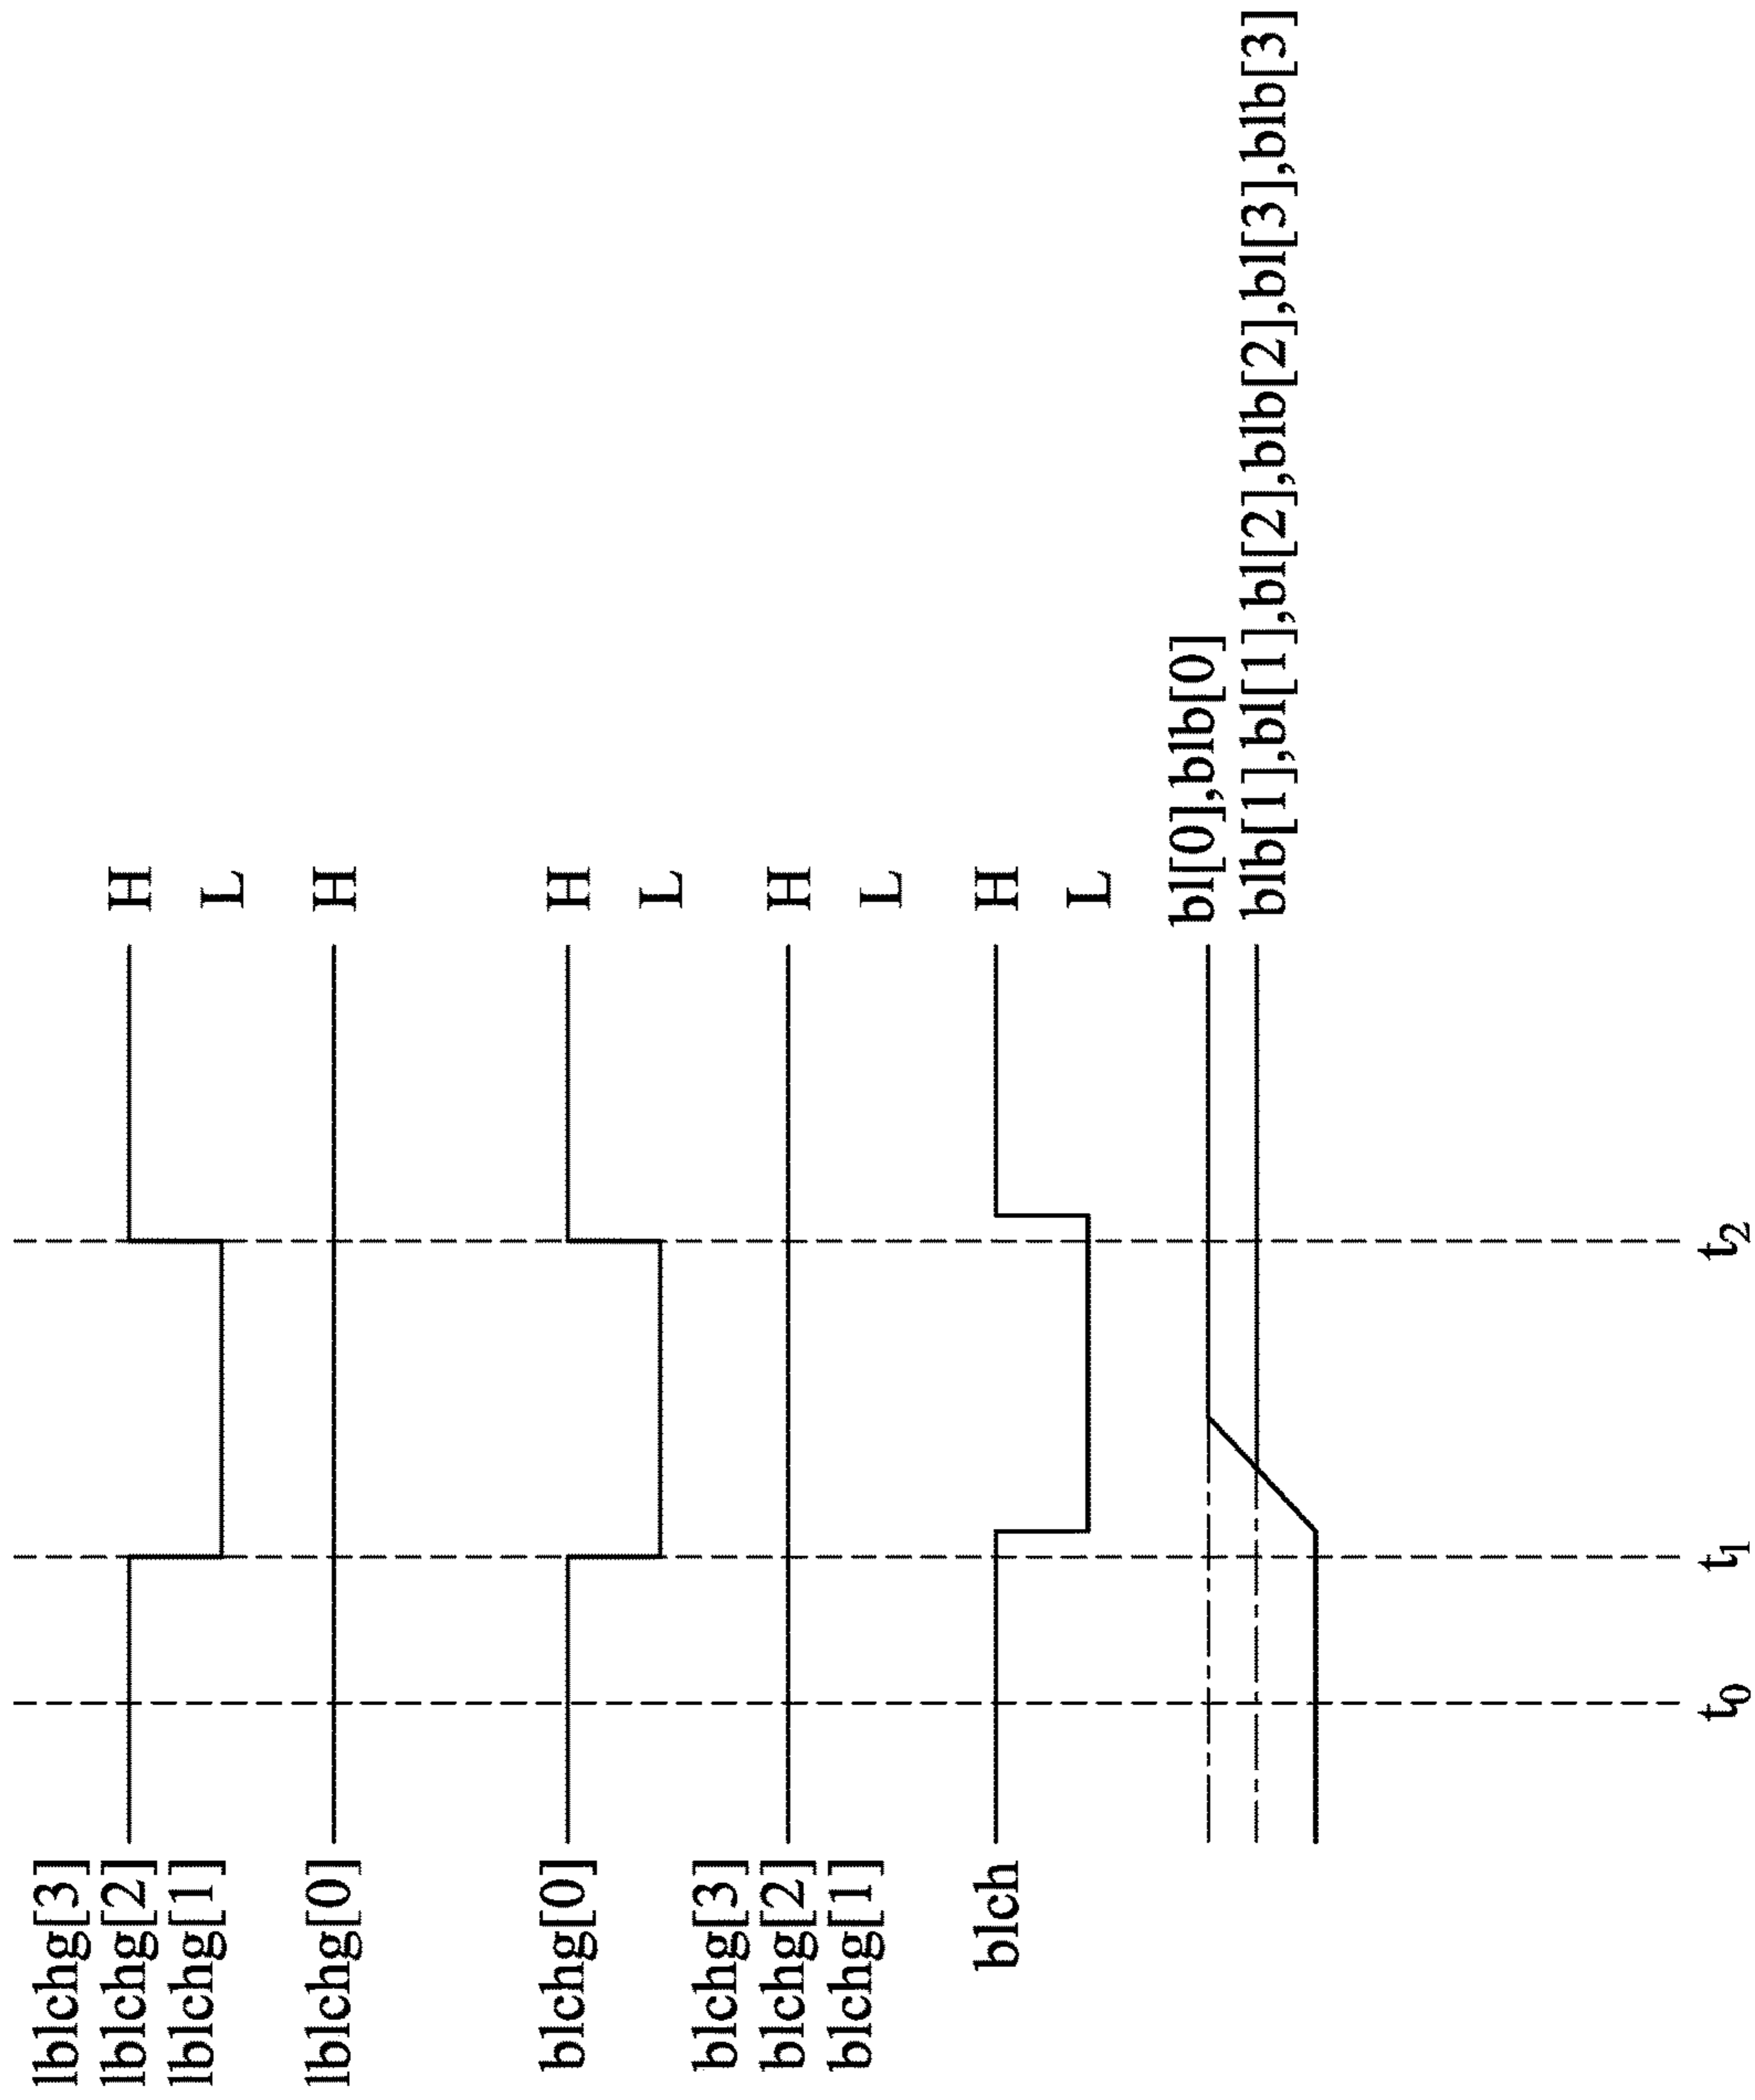 lblchg[3]
lblchg[2]
lblchg[1]
H
L
lblchg[0]
H
blchg[0]
H
L
blchg[3]
blchg[2]
blchg[1]
H
L
blch
H
L
bl[0],blb[0]
blb[1],bl[1],bl[2],blb[2],bl[3],blb[3]
t0
t1
t2